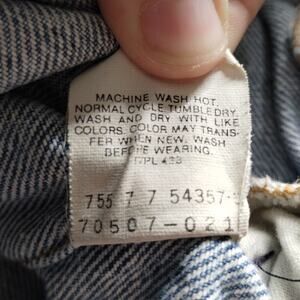 MACHINE WASH HOT,
NORMAL CYCLE TUMBLE DRY.
WASH AND DRY WITH LIKE
COLORS. COLOR MAY TRANS-
FER WHEN NEW. WASH
BEFORE WEARING.
755 7 7 54357-
70507-021